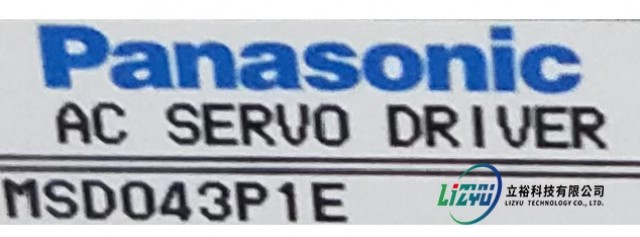 Panasonic
AC SERVO DRIVER
MSD043P1E
LIZYU
立裕科技有限公司
LIZYU TECHNOLOGY CO., LTD.